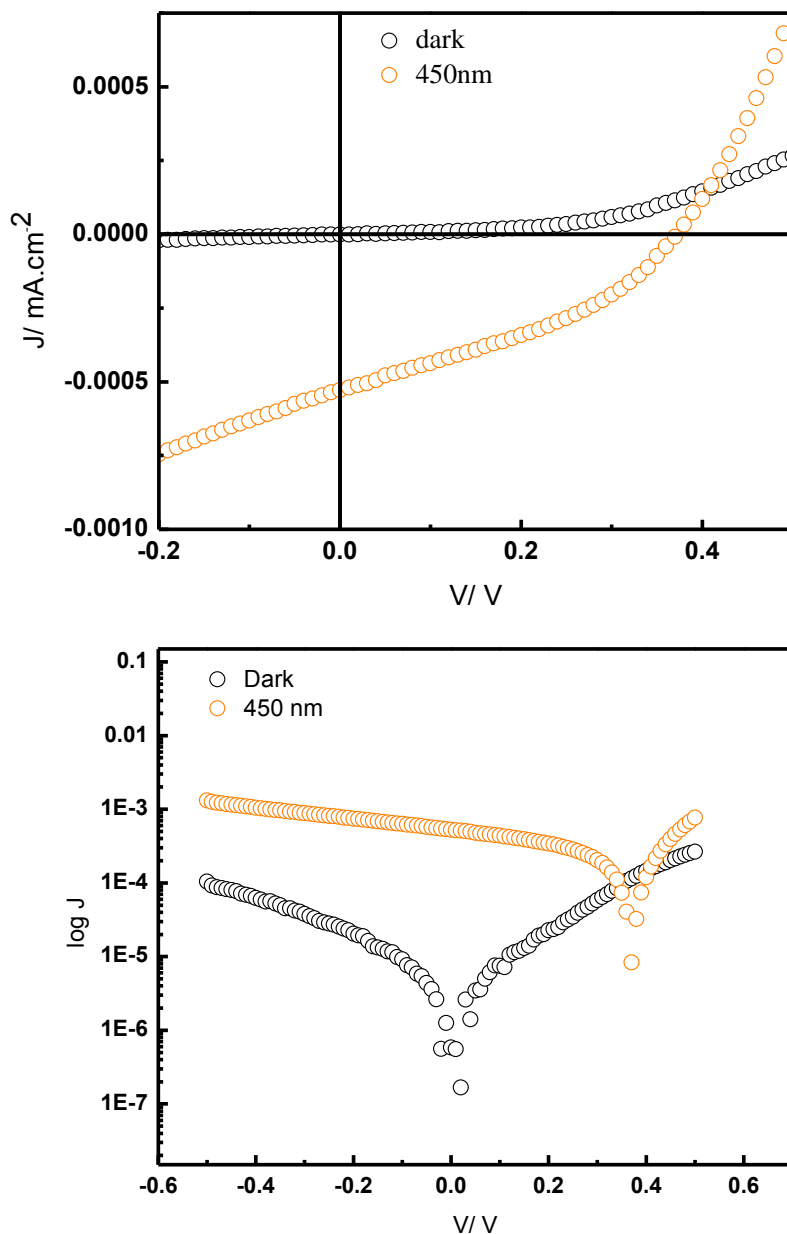 dark
450nm
0.0005
0.0000
-0.0005
-0.0010
J/ mA.cm-2
-0.2
0.0
0.2
0.4
V/ V
Dark
450 nm
0.1
0.01
1E-3
1E-4
1E-5
1E-6
1E-7
log J
-0.6
-0.4
-0.2
0.0
0.2
0.4
0.6
V/ V